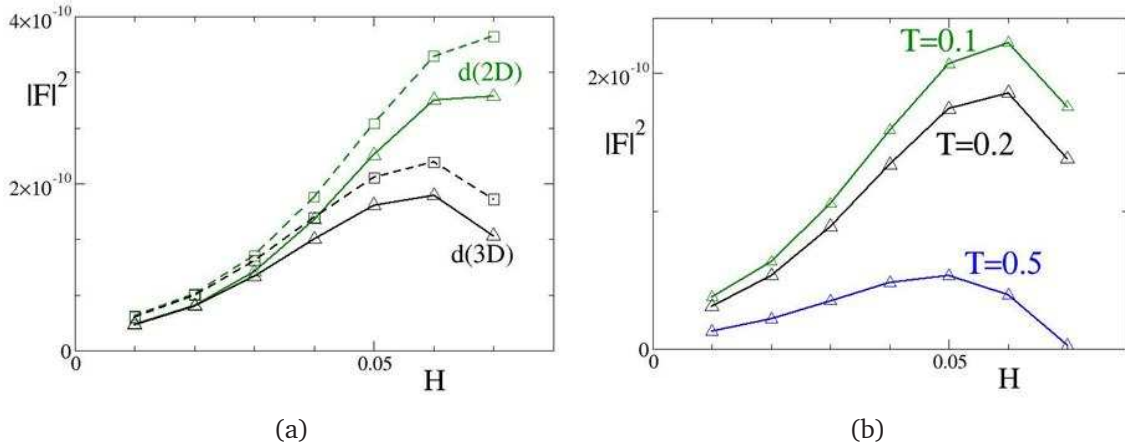 4×10⁻¹⁰
|F|²
d(2D)
2×10⁻¹⁰
d(3D)
0
0
0.05
H
(a)
T=0.1
2×10⁻¹⁰
|F|²
T=0.2
T=0.5
0
0
0.05
H
(b)